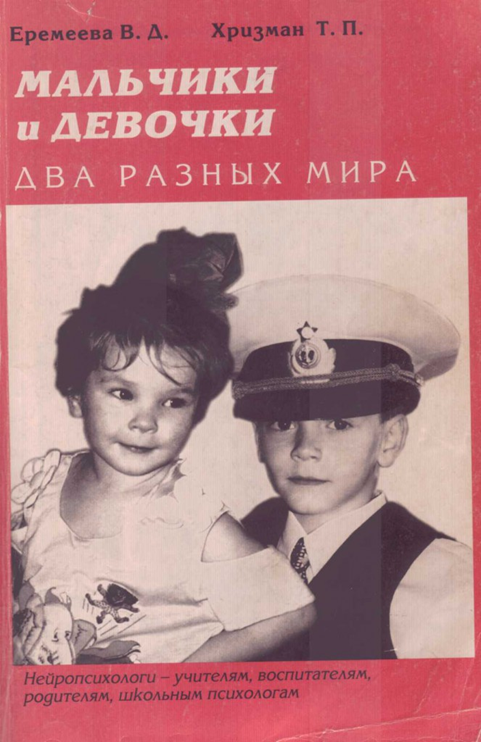 Еремеева В. Д. Хризман Т. П.
МАЛЬЧИКИ
и ДЕВОЧКИ
ДВА РАЗНЫХ МИРА
Нейропсихологи – учителям, воспитателям,
родителям, школьным психологам